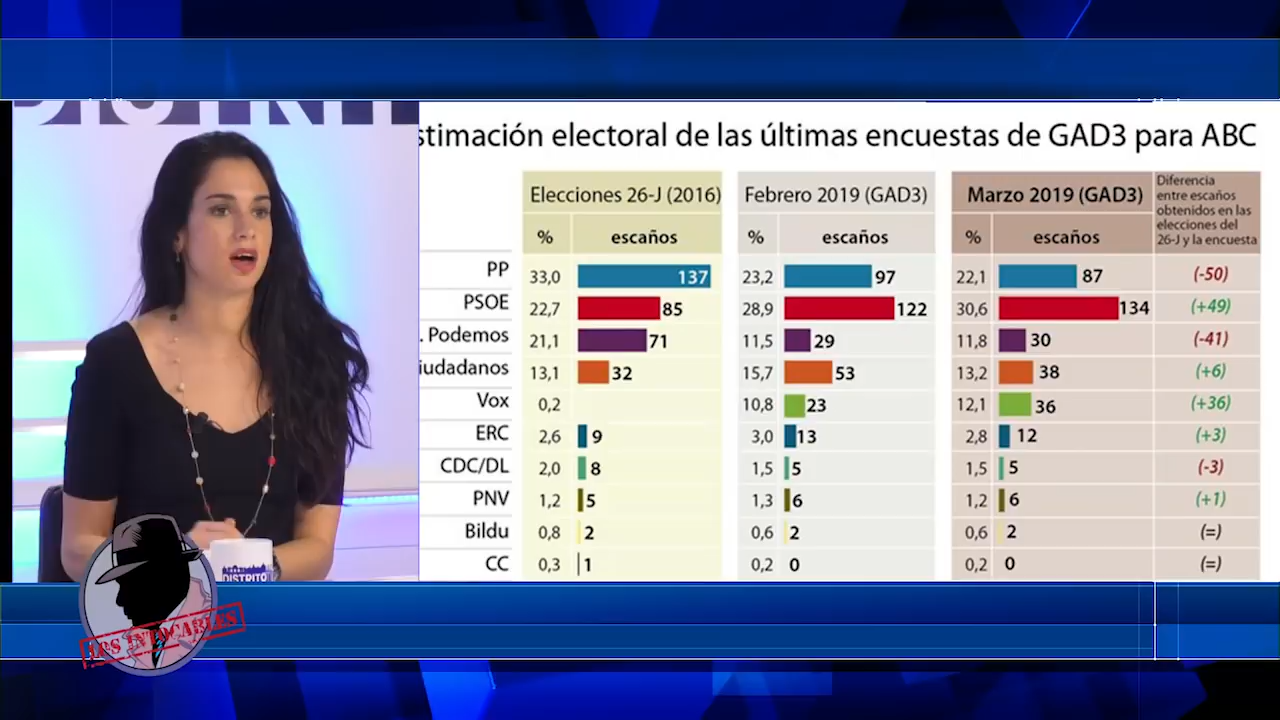 stimación electoral de las últimas encuestas de GAD3 para ABC
Elecciones 26-J (2016) Febrero 2019 (GAD3) Marzo 2019 (GAD3) Diferencia
entre escaños
obtenidos en las
elecciones del
26-J y la encuesta
% escaños % escaños % escaños
PP 33,0 137 23,2 97 22,1 87 (-50)
PSOE 22,7 85 28,9 122 30,6 134 (+49)
. Podemos 21,1 71 11,5 29 11,8 30 (-41)
iudadanos 13,1 32 15,7 53 13,2 38 (+6)
Vox 0,2 10,8 23 12,1 36 (+36)
ERC 2,6 9 3,0 13 2,8 12 (+3)
CDC/DL 2,0 8 1,5 5 1,5 5 (-3)
PNV 1,2 5 1,3 6 1,2 6 (+1)
Bildu 0,8 2 0,6 2 0,6 2 (=)
CC 0,3 1 0,2 0 0,2 0 (=)
DISTRITO
LOS INTOCABLES